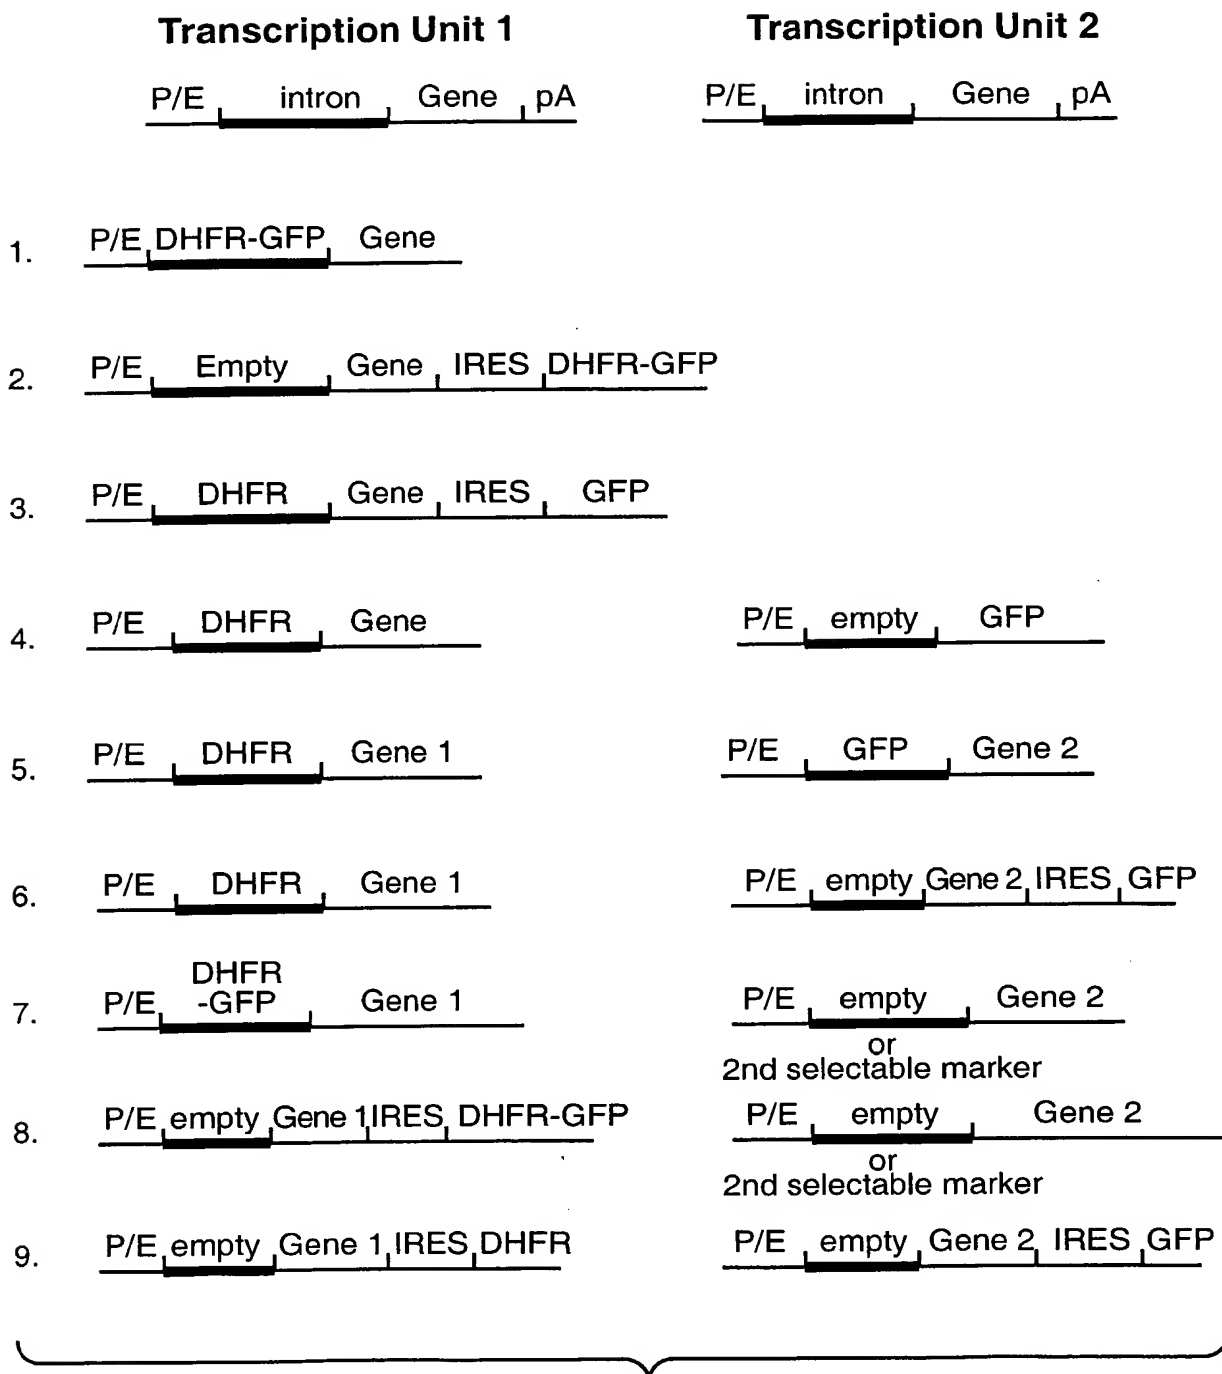 Transcription Unit 1 Transcription Unit 2
P/E intron Gene pA P/E intron Gene pA
1. P/E DHFR-GFP Gene
2. P/E Empty Gene IRES DHFR-GFP
3. P/E DHFR Gene IRES GFP
4. P/E DHFR Gene P/E empty GFP
5. P/E DHFR Gene 1 P/E GFP Gene 2
6. P/E DHFR Gene 1 P/E empty Gene 2 IRES GFP
DHFR
7. P/E -GFP Gene 1 P/E empty Gene 2
or
2nd selectable marker
8. P/E empty Gene 1 IRES DHFR-GFP P/E empty Gene 2
or
2nd selectable marker
9. P/E empty Gene 1 IRES DHFR P/E empty Gene 2 IRES GFP